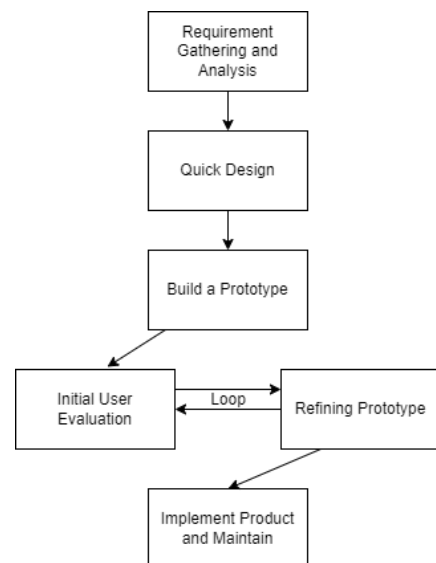 Requirement
Gathering and
Analysis
Quick Design
Build a Prototype
Initial User
Evaluation
Loop
Refining Prototype
Implement Product
and Maintain